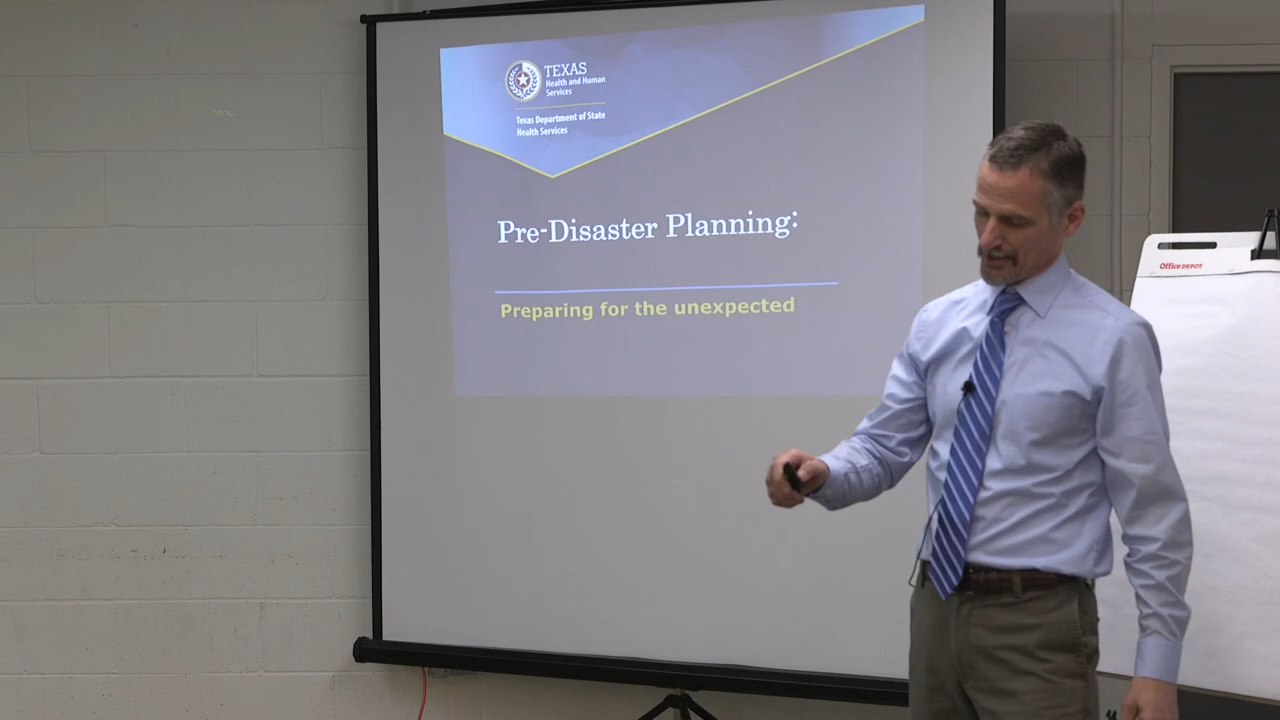 TEXAS
Health and Human
Services
Texas Department of State
Health Services
Pre-Disaster Planning:
Preparing for the unexpected
Office DEPOT